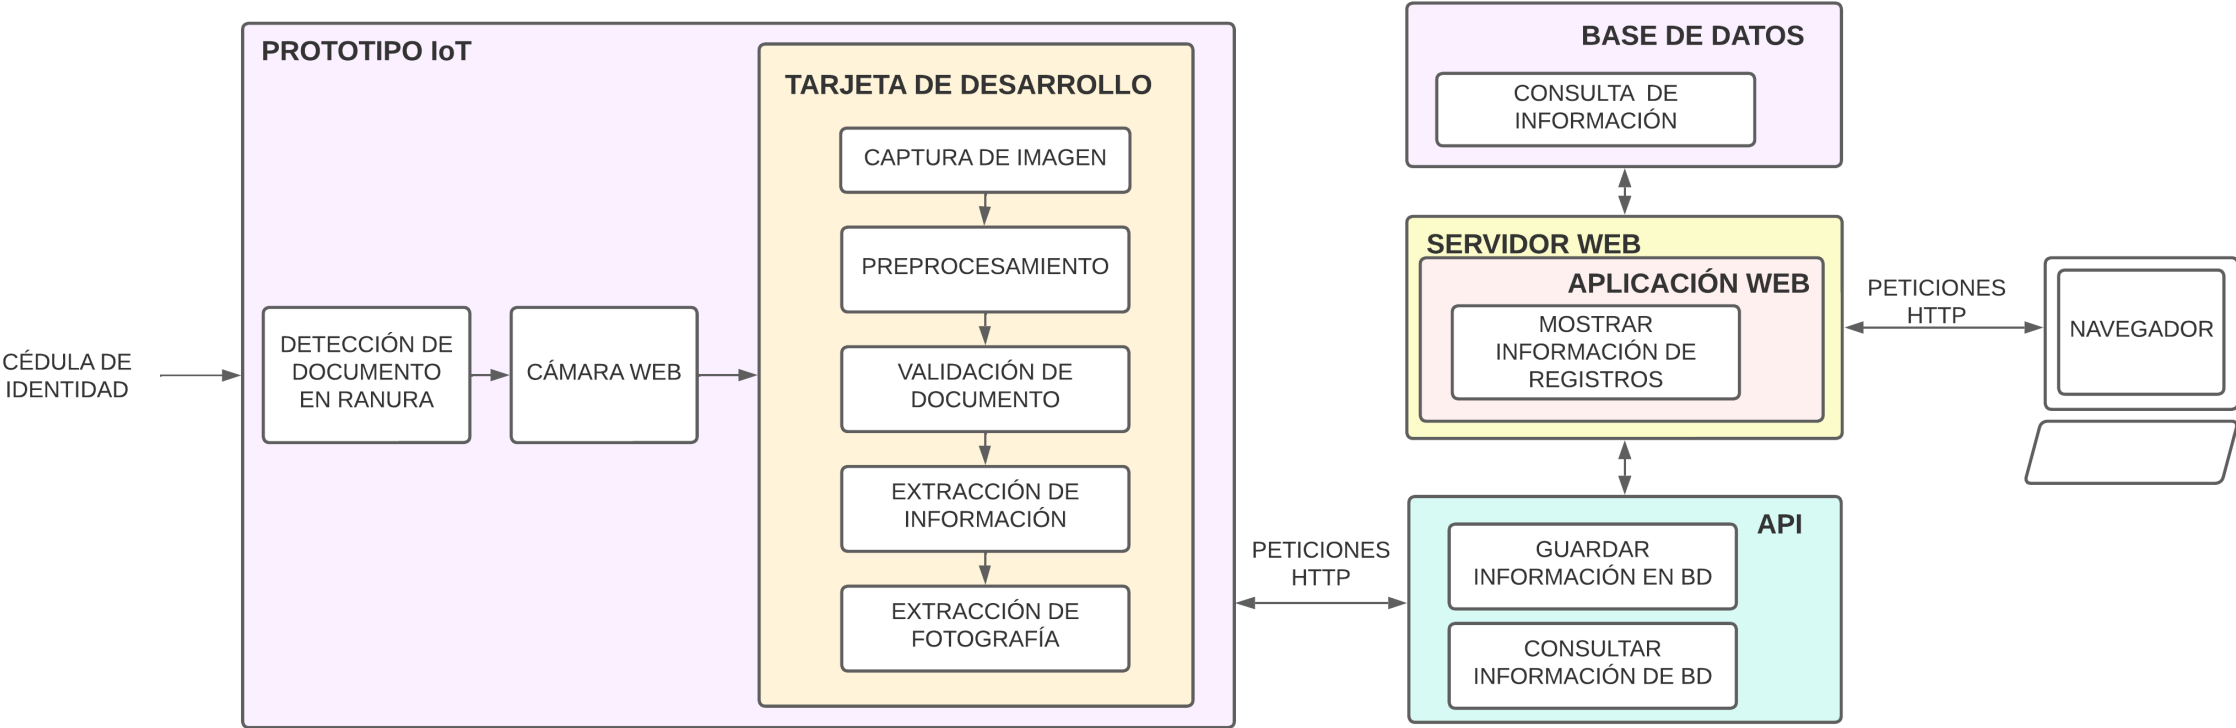 CÉDULA DE
IDENTIDAD
PROTOTIPO IoT
DETECCIÓN DE
DOCUMENTO
EN RANURA
CÁMARA WEB
TARJETA DE DESARROLLO
CAPTURA DE IMAGEN
PREPROCESAMIENTO
VALIDACIÓN DE
DOCUMENTO
EXTRACCIÓN DE
INFORMACIÓN
EXTRACCIÓN DE
FOTOGRAFÍA
PETICIONES
HTTP
BASE DE DATOS
CONSULTA DE
INFORMACIÓN
SERVIDOR WEB
APLICACIÓN WEB
MOSTRAR
INFORMACIÓN DE
REGISTROS
API
GUARDAR
INFORMACIÓN EN BD
CONSULTAR
INFORMACIÓN DE BD
PETICIONES
HTTP
NAVEGADOR